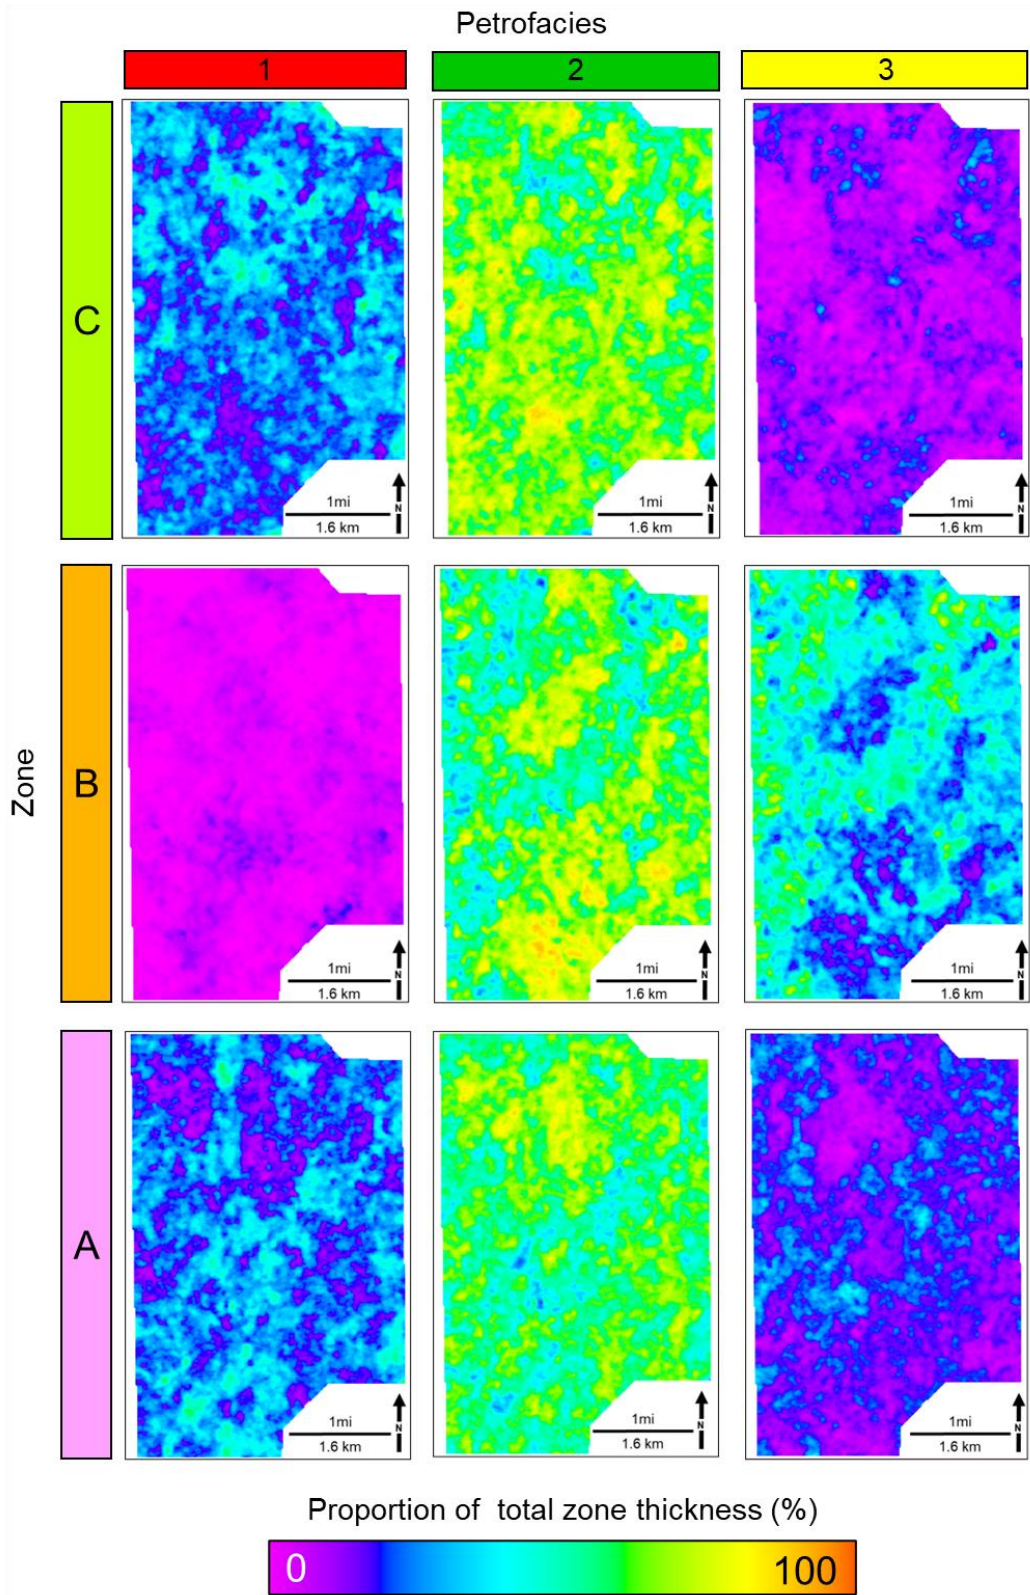 Petrofacies
1 2 3
Zone
C
1mi 1mi 1mi
N N N
1.6 km 1.6 km 1.6 km
B
1mi 1mi 1mi
N N N
1.6 km 1.6 km 1.6 km
A
1mi 1mi 1mi
N N N
1.6 km 1.6 km 1.6 km
Proportion of total zone thickness (%)
0 100